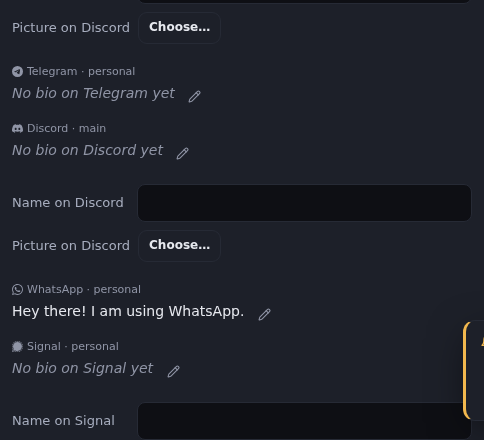 Picture on Discord Choose...
Telegram · personal
No bio on Telegram yet
Discord · main
No bio on Discord yet
Name on Discord
Picture on Discord Choose...
WhatsApp · personal
Hey there! I am using WhatsApp.
Signal · personal
No bio on Signal yet
Name on Signal